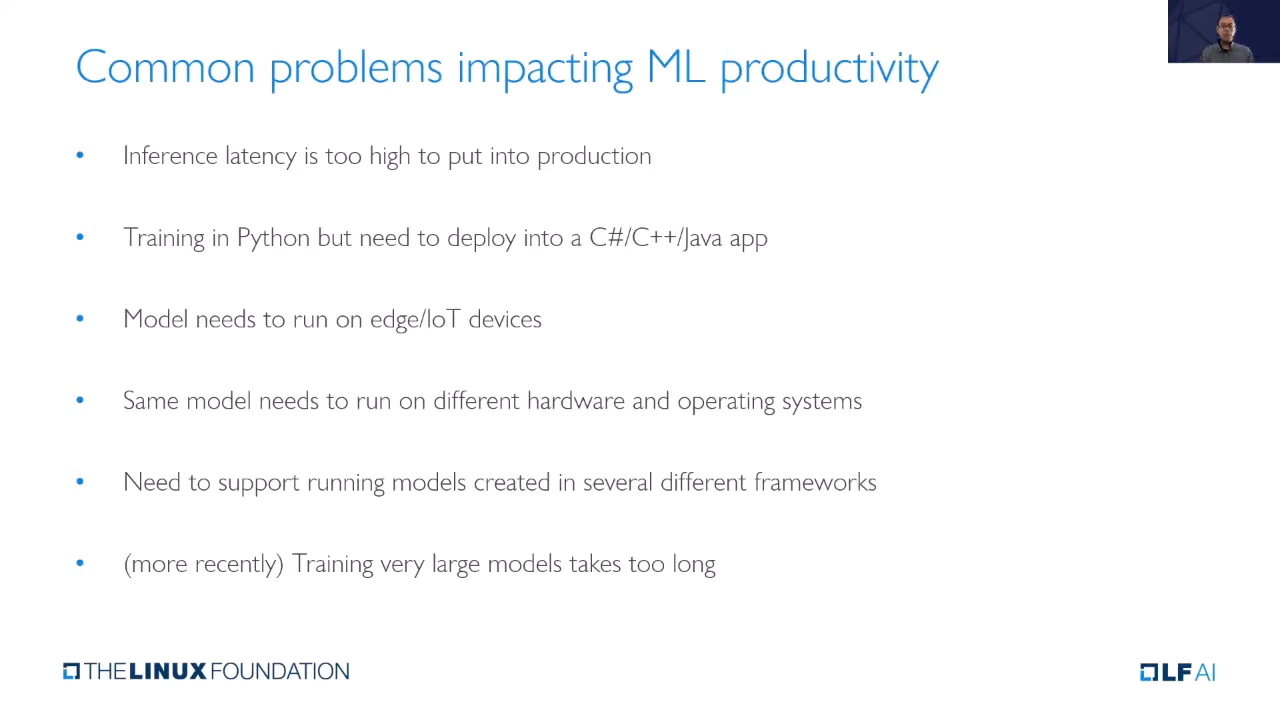 Common problems impacting ML productivity
• Inference latency is too high to put into production
• Training in Python but need to deploy into a C#/C++/Java app
• Model needs to run on edge/IoT devices
• Same model needs to run on different hardware and operating systems
• Need to support running models created in several different frameworks
• (more recently) Training very large models takes too long
THE LINUX FOUNDATION
LF AI